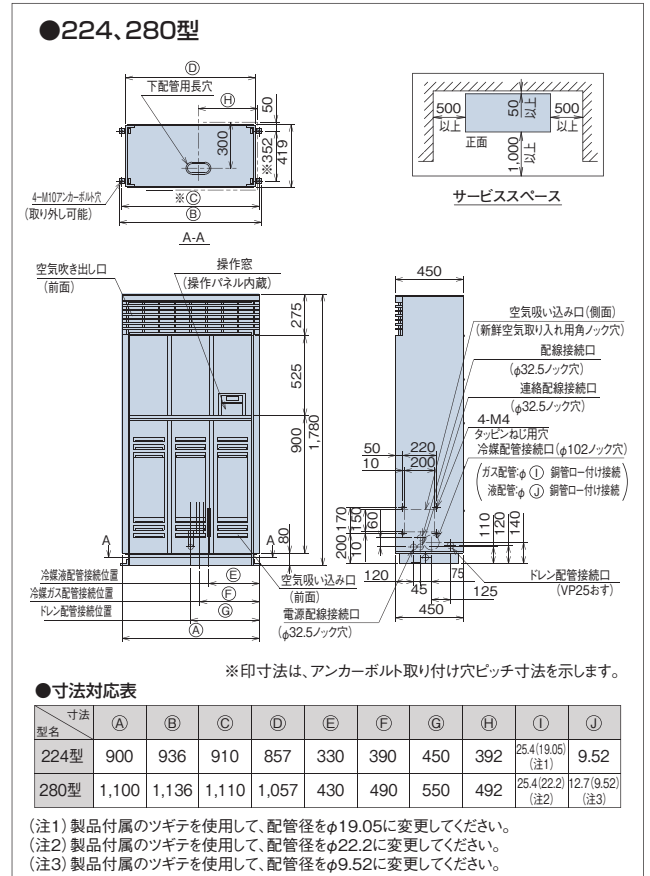 ●224、280型
Ⓓ
下配管用長穴
Ⓗ
50
300
※352
419
4−M10アンカーボルト穴
(取り外し可能)
※Ⓒ
Ⓑ
A-A
500
以上
50
以上
500
以上
正面
1,000
以上
サービススペース
空気吹き出し口
(前面)
操作窓
(操作パネル内蔵)
275
525
900
1,780
80
A
A
冷媒液配管接続位置
冷媒ガス配管接続位置
ドレン配管接続位置
Ⓔ
Ⓕ
Ⓖ
Ⓐ
空気吸い込み口
(前面)
電源配線接続口
(φ32.5ノック穴)
450
空気吸い込み口(側面)
(新鮮空気取り入れ用角ノック穴)
配線接続口
(φ32.5ノック穴)
連絡配線接続口
(φ32.5ノック穴)
4-M4
タッピンねじ用穴
冷媒配管接続口(φ102ノック穴)
(ガス配管:φ Ⓘ 銅管ロー付け接続
液配管:φ Ⓙ 銅管ロー付け接続)
50
220
10
200
170
150
60
200
10
110
120
140
120
45
75
125
450
ドレン配管接続口
(VP25おす)
※印寸法は、アンカーボルト取り付け穴ピッチ寸法を示します。
●寸法対応表
寸法
型名 Ⓐ Ⓑ Ⓒ Ⓓ Ⓔ Ⓕ Ⓖ Ⓗ Ⓘ Ⓙ
224型 900 936 910 857 330 390 450 392 25.4(19.05)(注1) 9.52
280型 1,100 1,136 1,110 1,057 430 490 550 492 25.4(22.2)(注2) 12.7(9.52)(注3)
(注1)製品付属のツギテを使用して、配管径をφ19.05に変更してください。
(注2)製品付属のツギテを使用して、配管径をφ22.2に変更してください。
(注3)製品付属のツギテを使用して、配管径をφ9.52に変更してください。